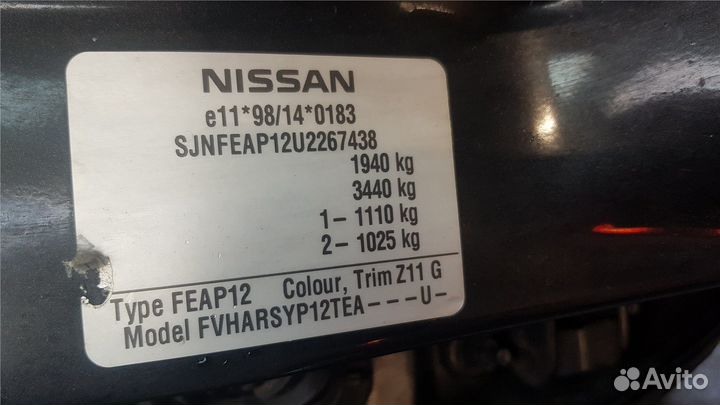 NISSAN
e11*98/14*0183
SJNFEAP12U2267438
1940 kg
3440 kg
1– 1110 kg
2– 1025 kg
Type FEAP12 Colour, Trim Z11 G
Model FVHARSYP12TEA– – – –U–
Avito